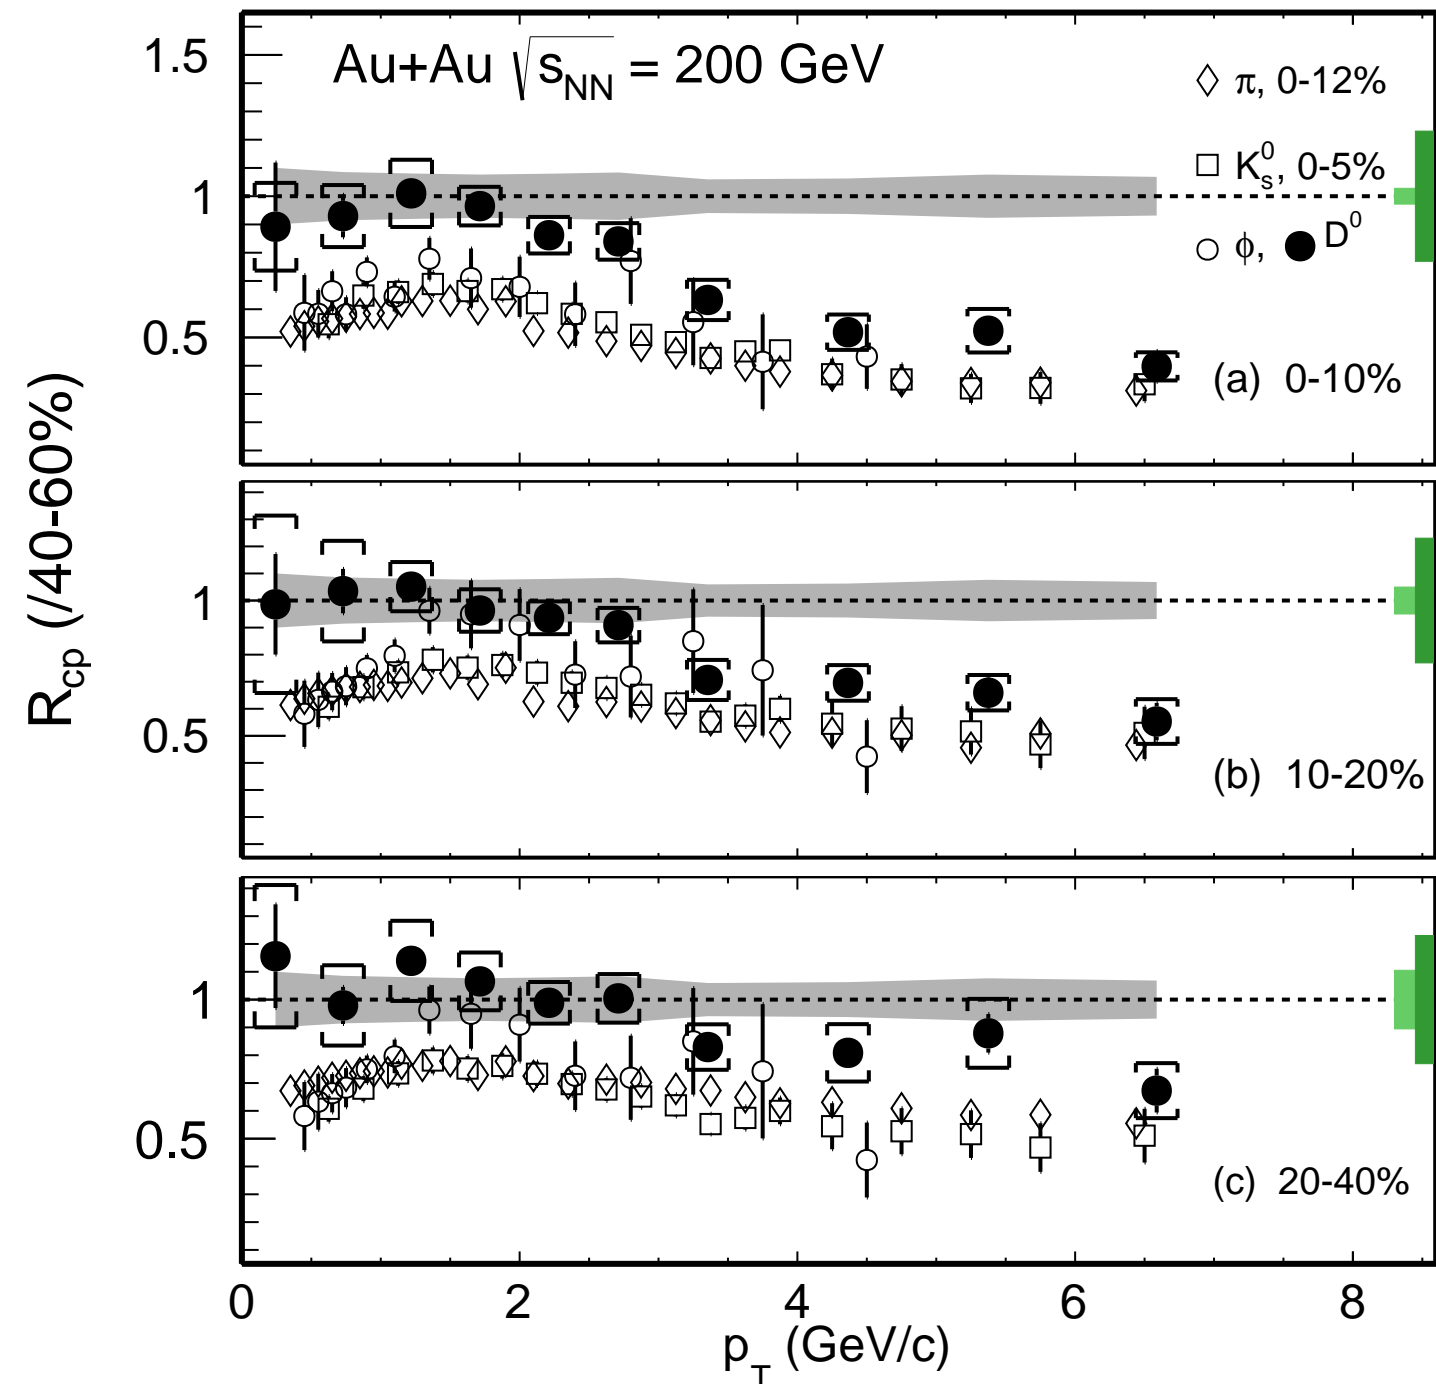 R_cp (/40-60%)
Au+Au √s_NN = 200 GeV
π, 0-12%
K_s^0, 0-5%
ϕ, D^0
1.5
1
0.5
(a) 0-10%
1
0.5
(b) 10-20%
1
0.5
(c) 20-40%
0 2 4 6 8
p_T (GeV/c)